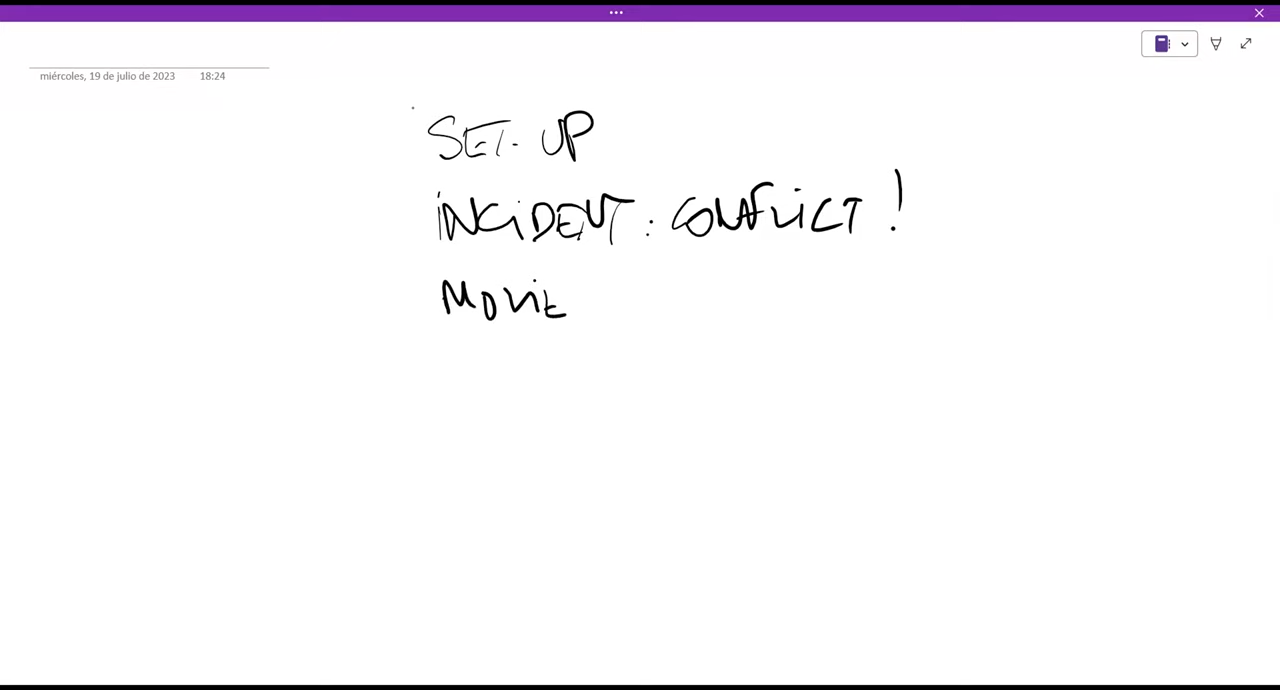 miércoles, 19 de julio de 2023 18:24
SET-UP
INCIDENT: CONFLICT!
MOVIE